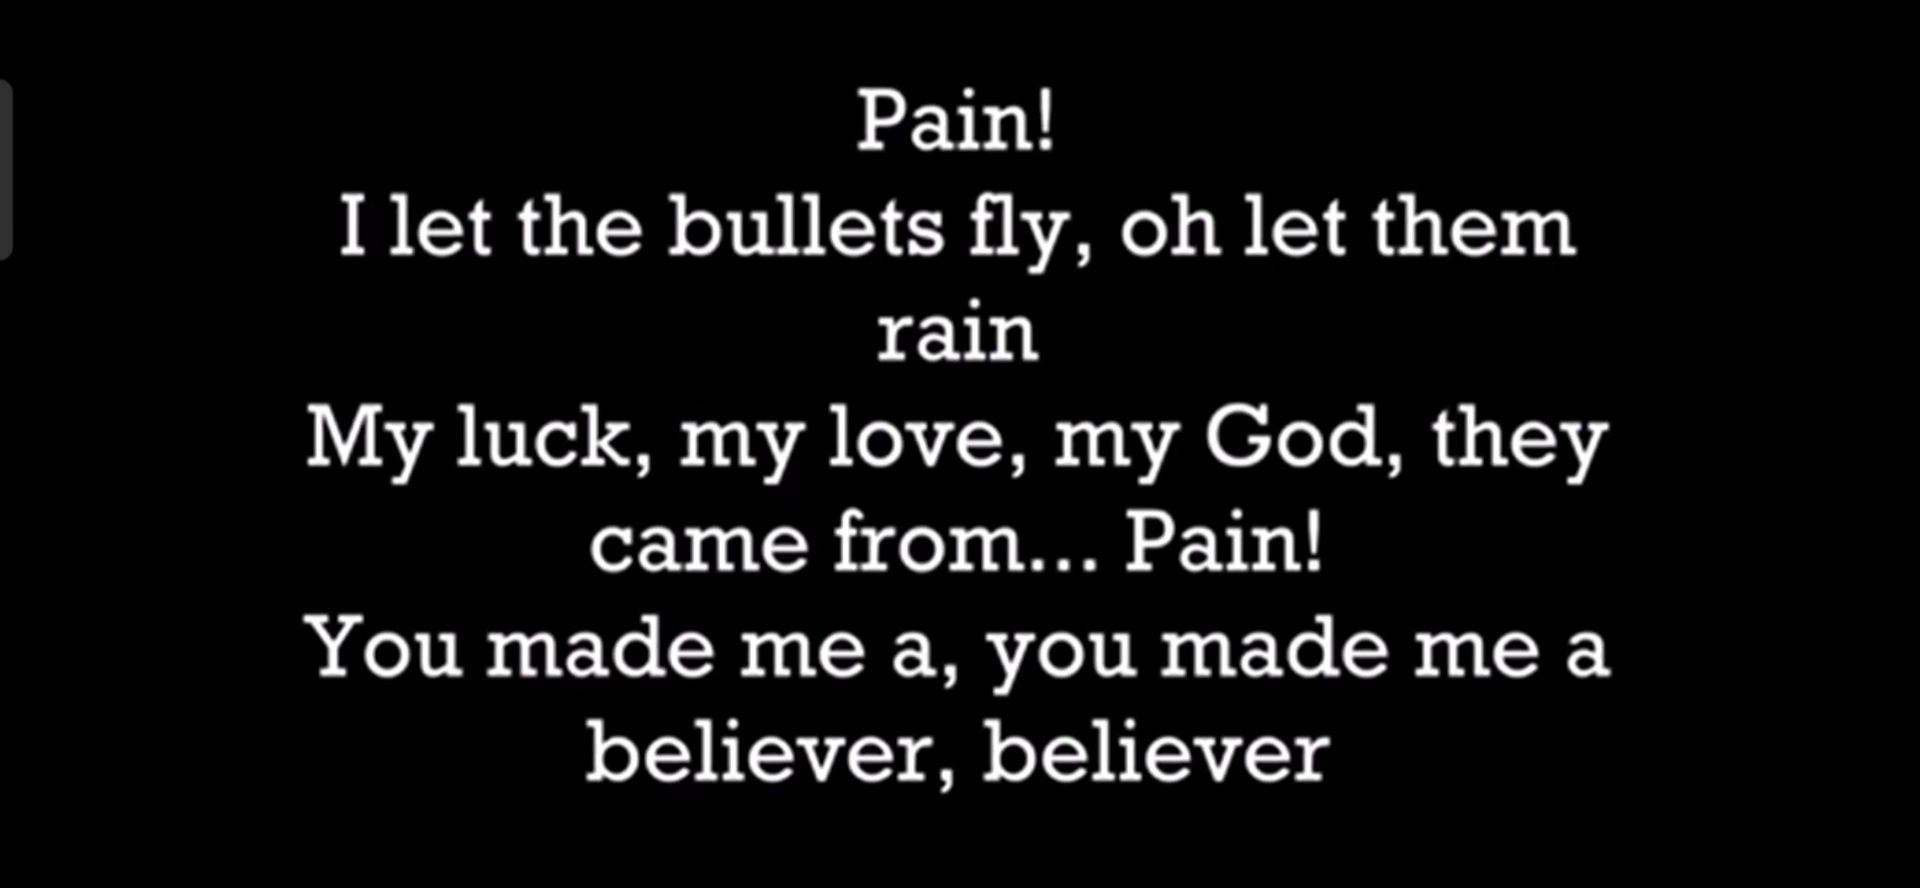 Pain!
I let the bullets fly, oh let them
rain
My luck, my love, my God, they
came from... Pain!
You made me a, you made me a
believer, believer